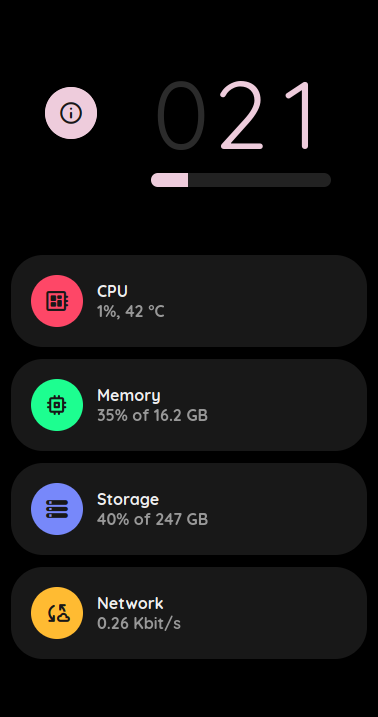 021
CPU
1%, 42 °C
Memory
35% of 16.2 GB
Storage
40% of 247 GB
Network
0.26 Kbit/s